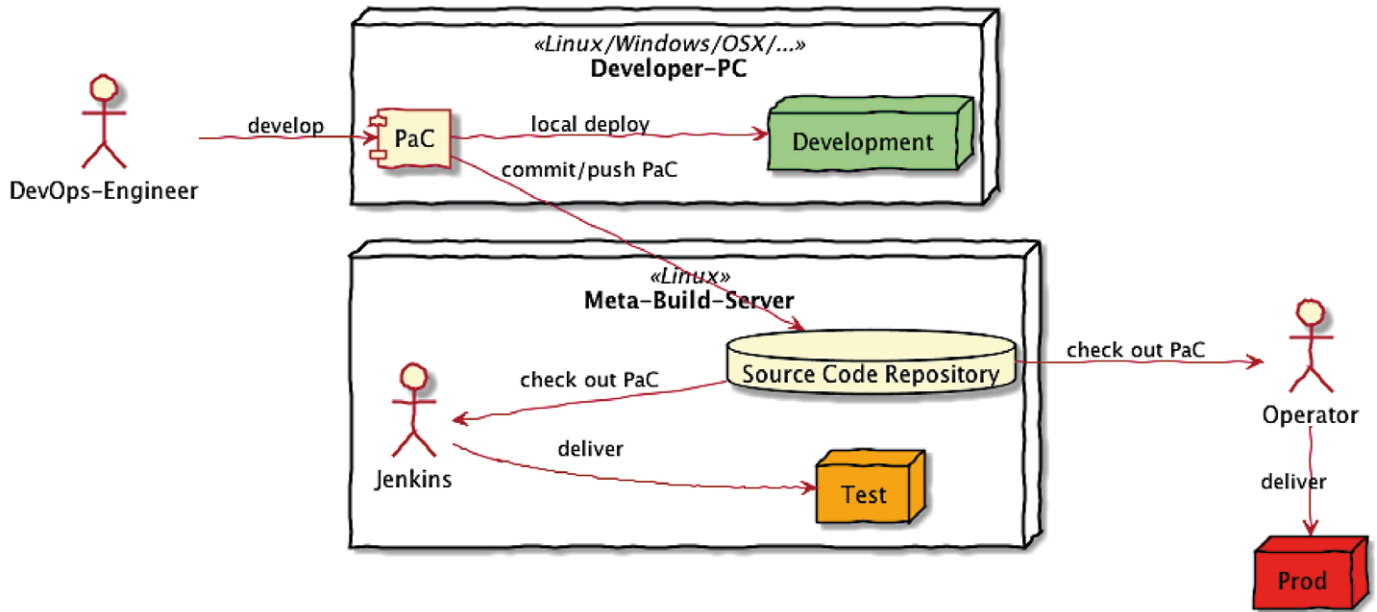 «Linux/Windows/OSX/...»
Developer-PC
develop
PaC
local deploy
Development
commit/push PaC
DevOps-Engineer
«Linux»
Meta-Build-Server
Source Code Repository
check out PaC
check out PaC
Jenkins
deliver
Test
Operator
deliver
Prod